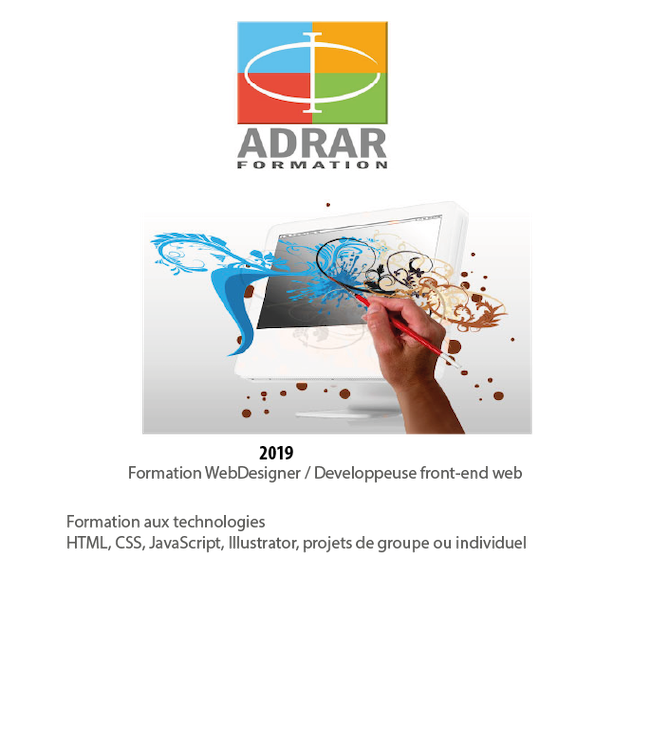 ADRAR
FORMATION
2019
Formation WebDesigner / Developpeuse front-end web
Formation aux technologies
HTML, CSS, JavaScript, Illustrator, projets de groupe ou individuel